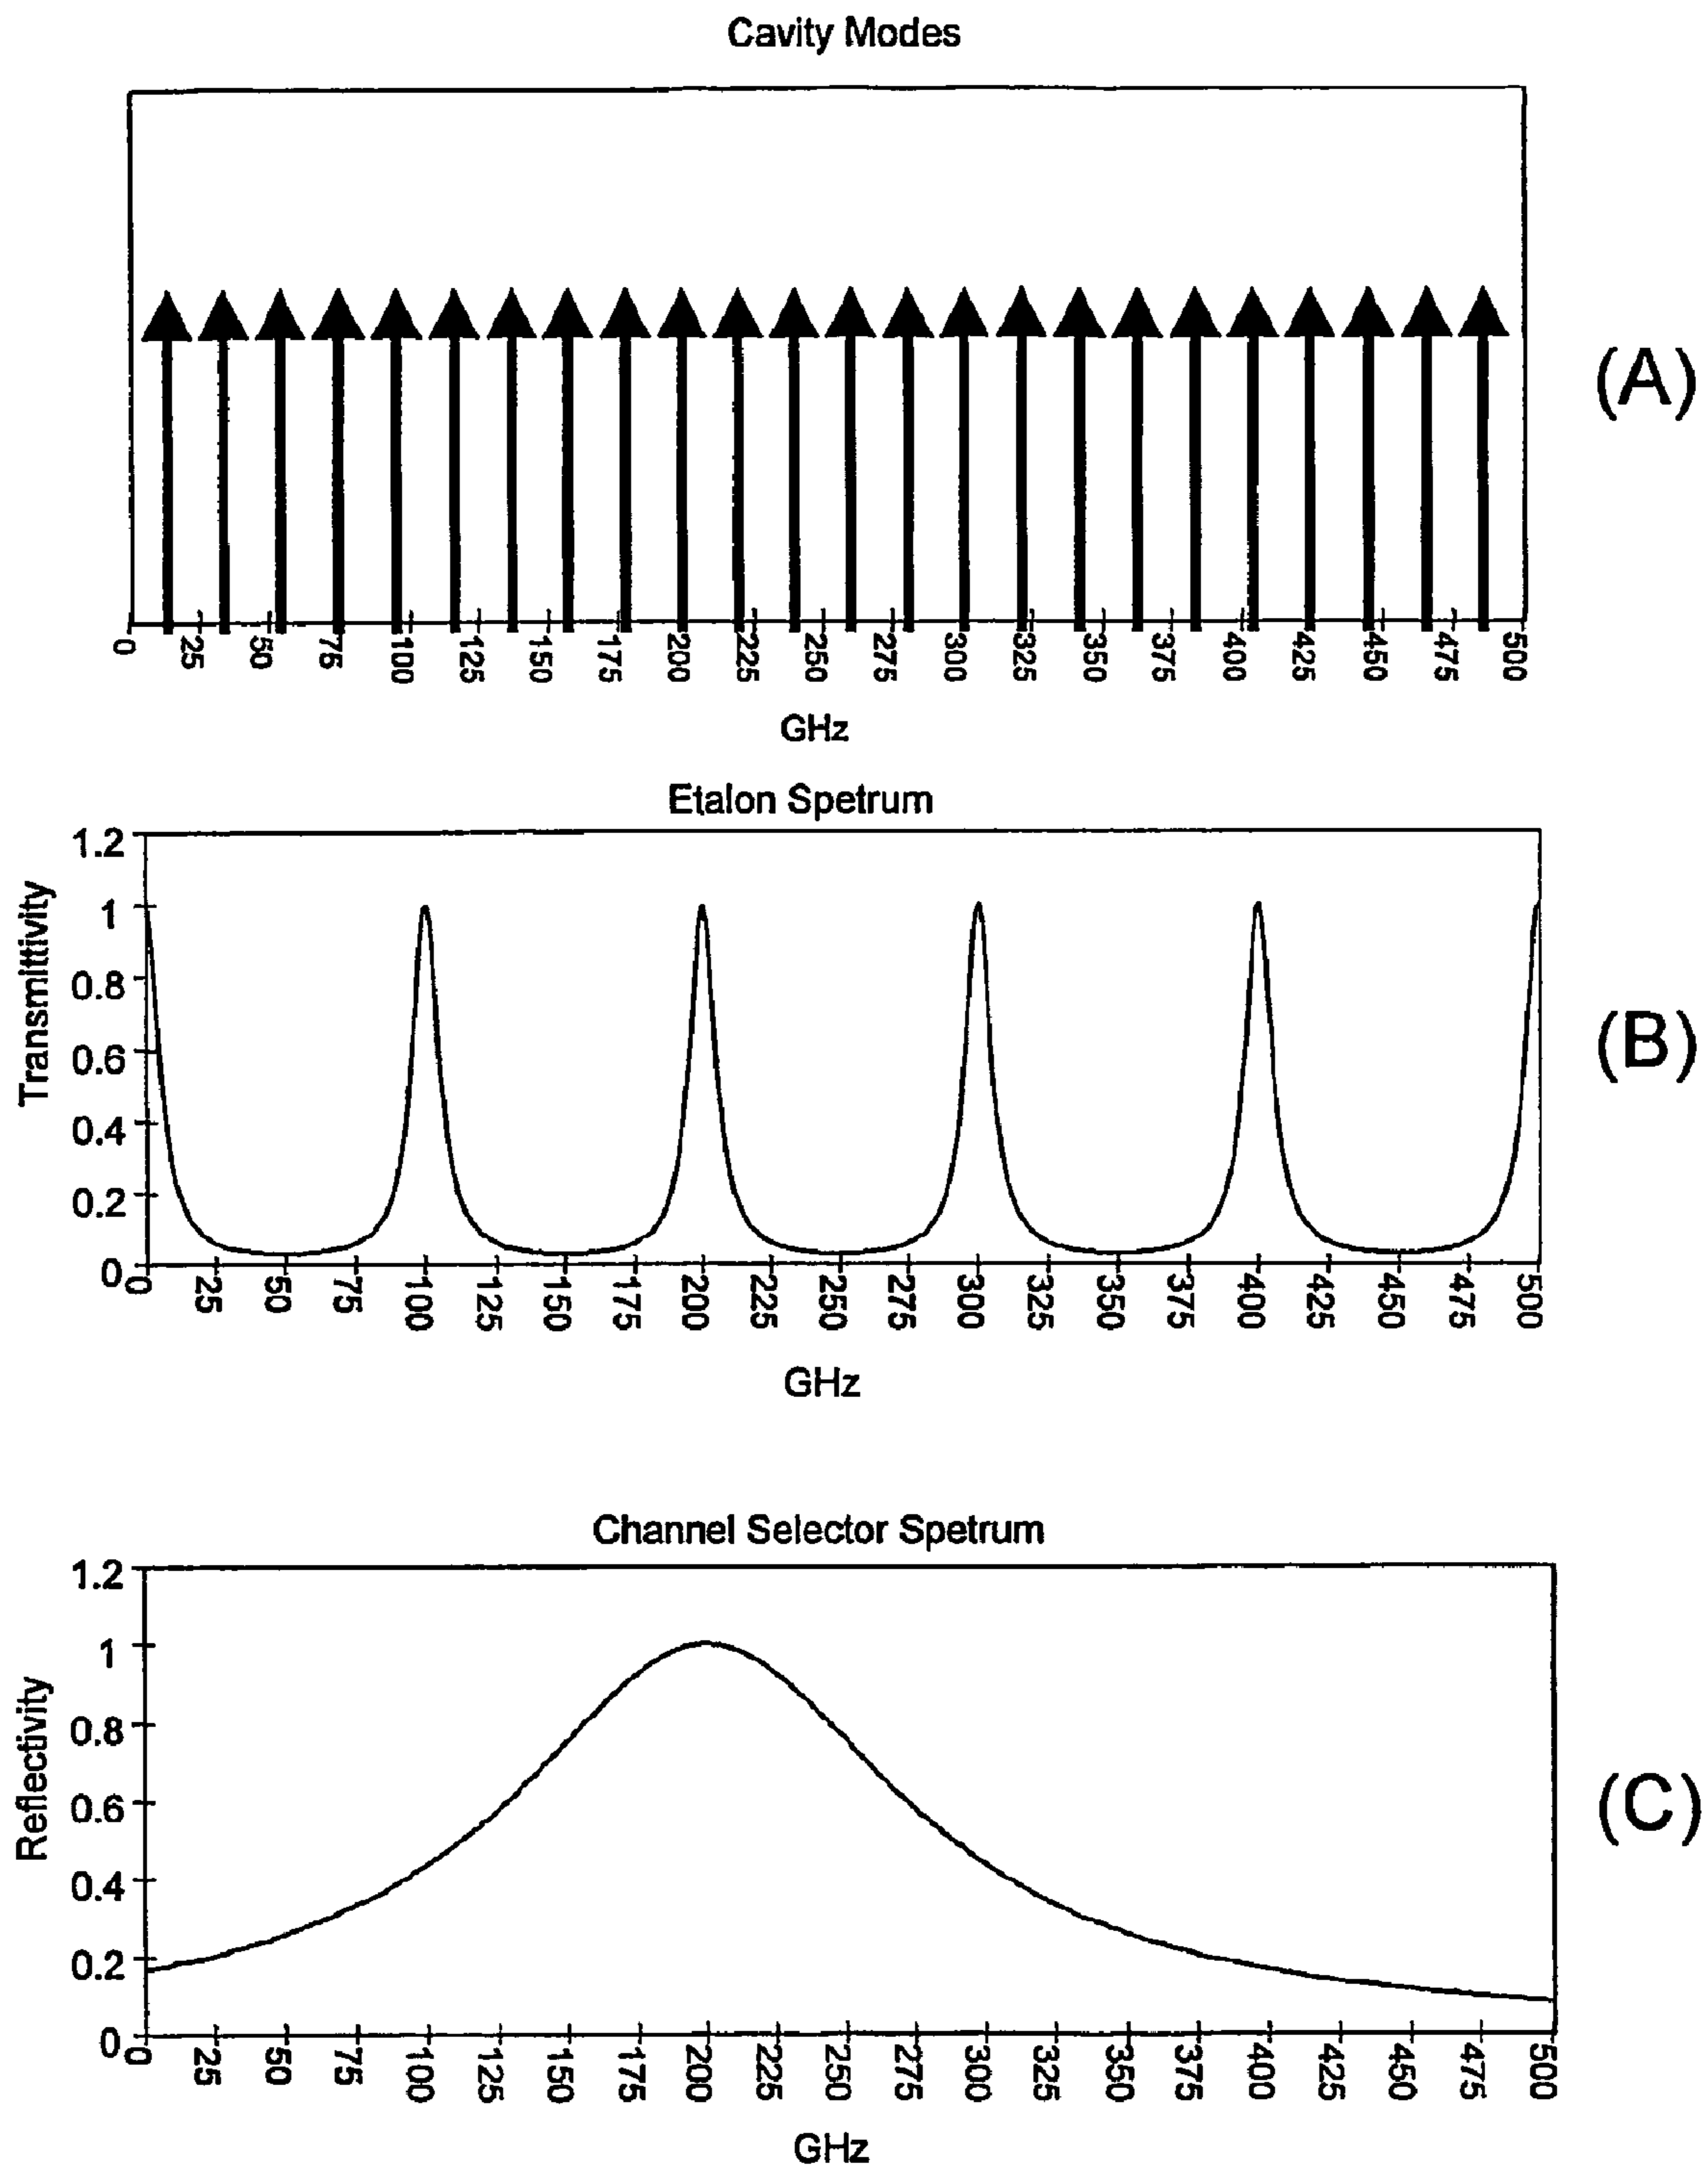 Cavity Modes
(A)
0 25 50 75 100 125 150 175 200 225 250 275 300 325 350 375 400 425 450 475 500
GHz
Etalon Spetrum
Transmittivity
1.2
1
0.8
0.6
0.4
0.2
0
(B)
0 25 50 75 100 125 150 175 200 225 250 275 300 325 350 375 400 425 450 475 500
GHz
Channel Selector Spetrum
Reflectivity
1.2
1
0.8
0.6
0.4
0.2
0
(C)
0 25 50 75 100 125 150 175 200 225 250 275 300 325 350 375 400 425 450 475 500
GHz